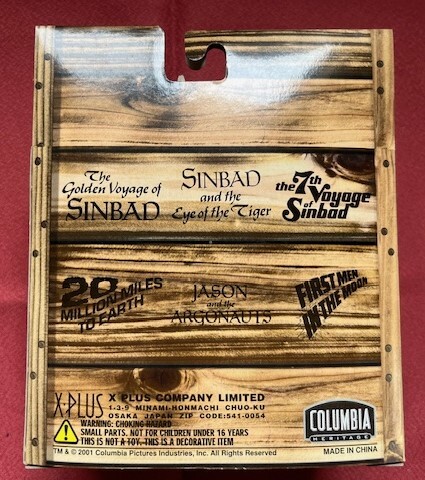 The
Golden Voyage of
SINBAD
SINBAD
and the
Eye of the Tiger
the 7th
Voyage
of
Sinbad
20
MILLION MILES
TO EARTH
JASON
and the
ARGONAUTS
FIRST MEN
IN THE MOON
X-PLUS
X PLUS COMPANY LIMITED
1-3-9 MINAMI-HONMACHI CHUO-KU
OSAKA JAPAN ZIP CODE:541-0054
WARNING: CHOKING HAZARD
SMALL PARTS. NOT FOR CHILDREN UNDER 16 YEARS
THIS IS NOT A TOY. THIS IS A DECORATIVE ITEM
TM & © 2001 Columbia Pictures Industries, Inc. All Rights Reserved.
COLUMBIA
HERITAGE
MADE IN CHINA